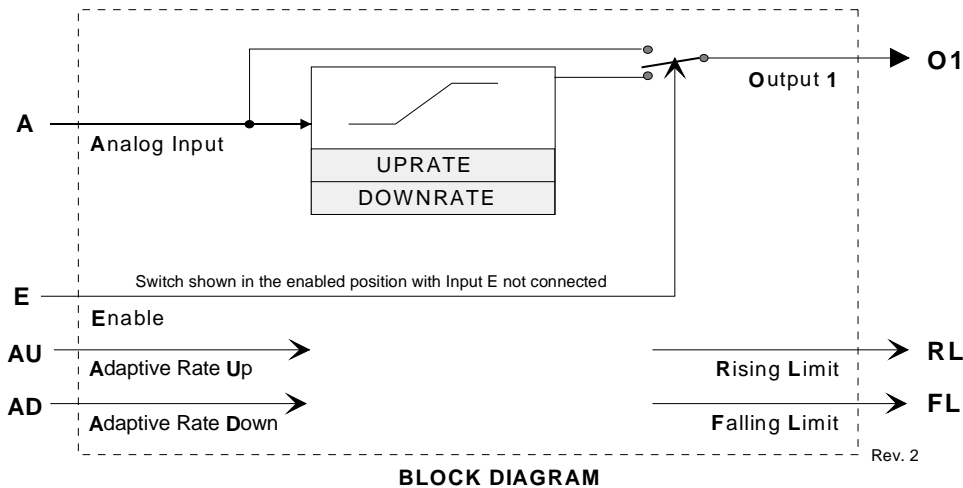 O1
Output 1
A
Analog Input
UPRATE
DOWNRATE
Switch shown in the enabled position with Input E not connected
E
Enable
AU
Adaptive Rate Up
RL
Rising Limit
AD
Adaptive Rate Down
FL
Falling Limit
Rev. 2
BLOCK DIAGRAM